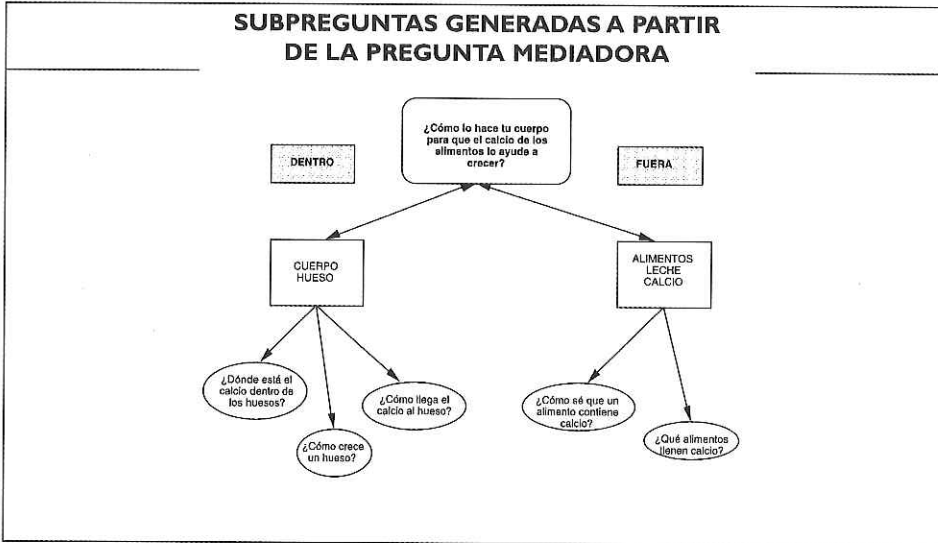 SUBPREGUNTAS GENERADAS A PARTIR
DE LA PREGUNTA MEDIADORA
¿Cómo lo hace tu cuerpo
para que el calcio de los
alimentos lo ayude a
crecer?
DENTRO
FUERA
CUERPO
HUESO
ALIMENTOS
LECHE
CALCIO
¿Dónde está el
calcio dentro de
los huesos?
¿Cómo crece
un hueso?
¿Cómo llega el
calcio al hueso?
¿Cómo sé que un
alimento contiene
calcio?
¿Qué alimentos
tienen calcio?